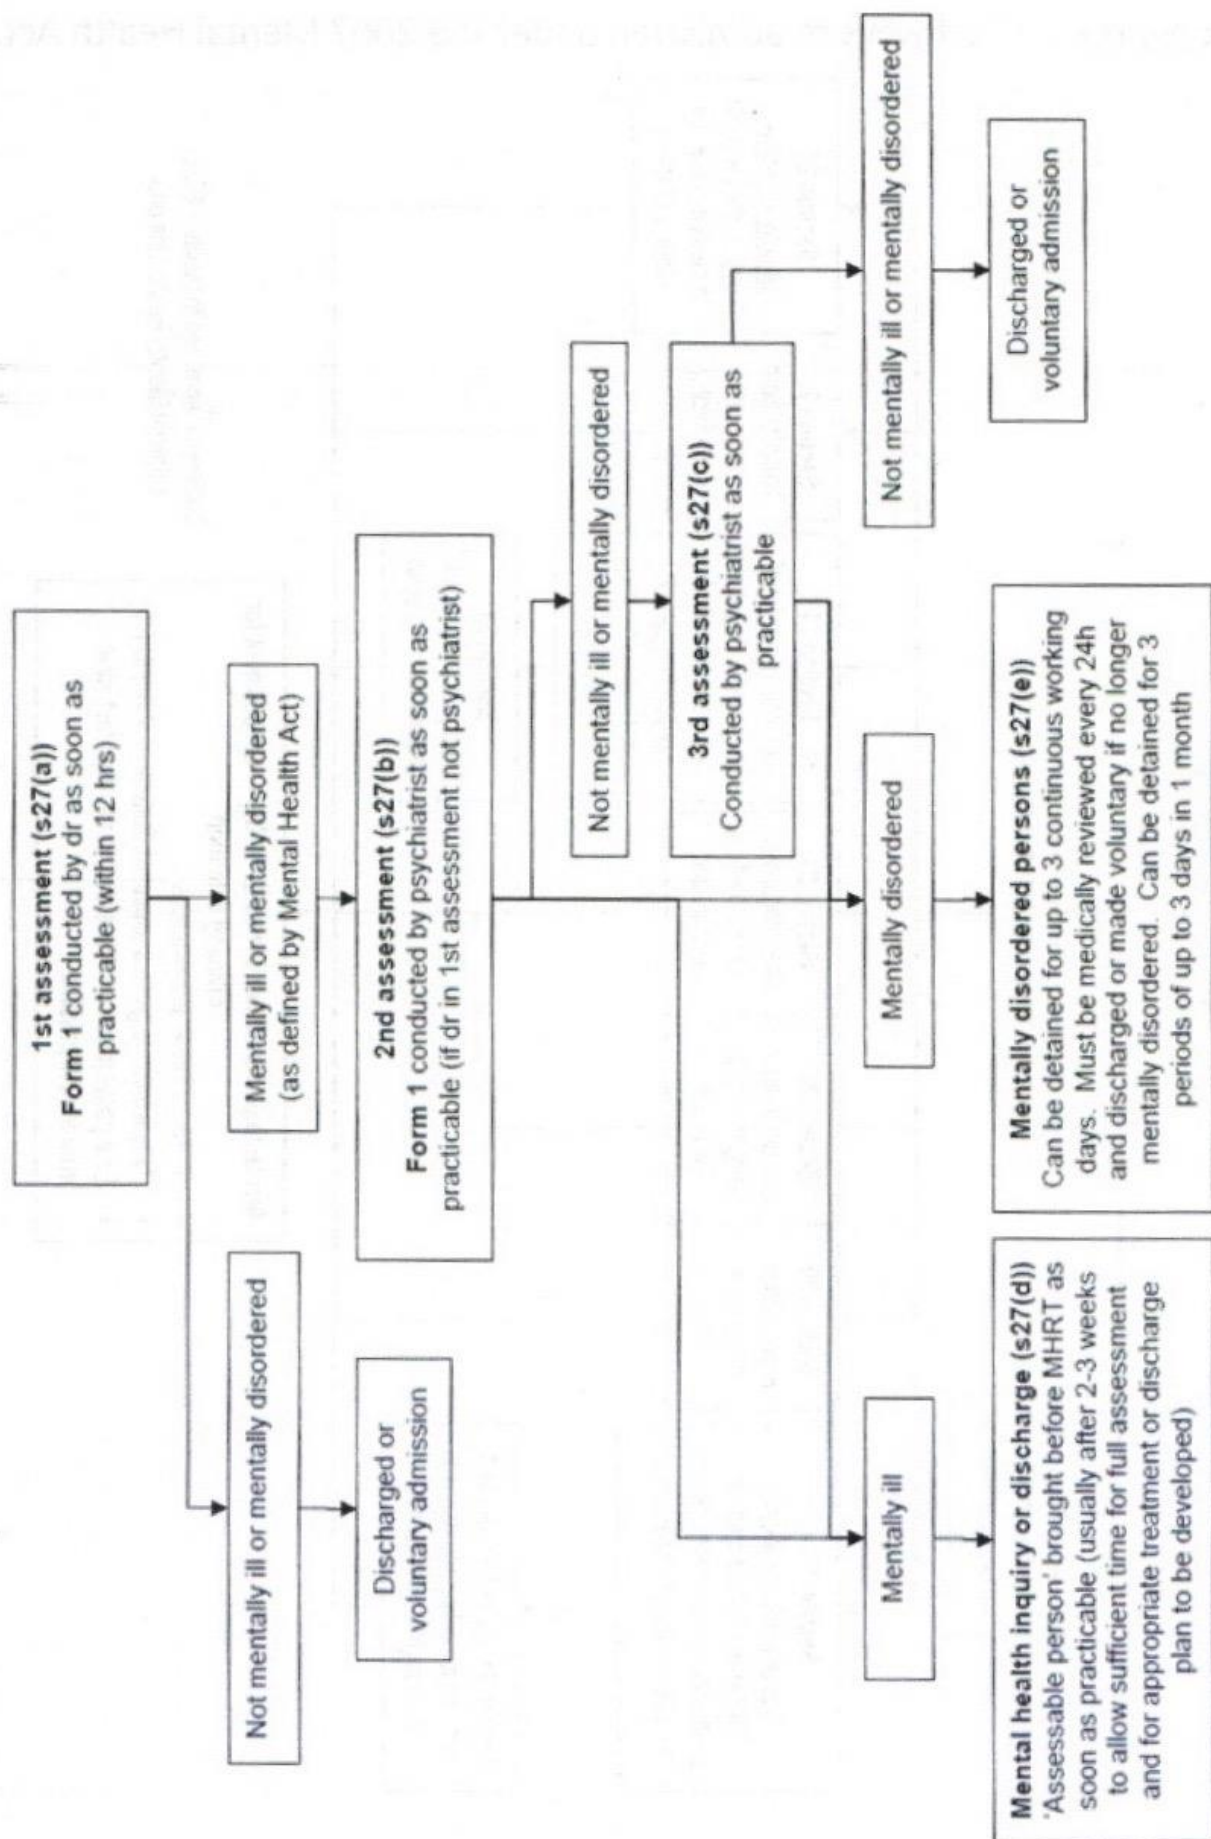 1st assessment (s27(a))
Form 1 conducted by dr as soon as
practicable (within 12 hrs)
Not mentally ill or mentally disordered
Discharged or
voluntary admission
Mentally ill or mentally disordered
(as defined by Mental Health Act)
2nd assessment (s27(b))
Form 1 conducted by psychiatrist as soon as
practicable (if dr in 1st assessment not psychiatrist)
Not mentally ill or mentally disordered
3rd assessment (s27(c))
Conducted by psychiatrist as soon as
practicable
Mentally ill
Mentally disordered
Not mentally ill or mentally disordered
Mental health inquiry or discharge (s27(d))
'Assessable person' brought before MHRT as
soon as practicable (usually after 2-3 weeks
to allow sufficient time for full assessment
and for appropriate treatment or discharge
plan to be developed)
Mentally disordered persons (s27(e))
Can be detained for up to 3 continuous working
days. Must be medically reviewed every 24h
and discharged or made voluntary if no longer
mentally disordered. Can be detained for 3
periods of up to 3 days in 1 month
Discharged or
voluntary admission